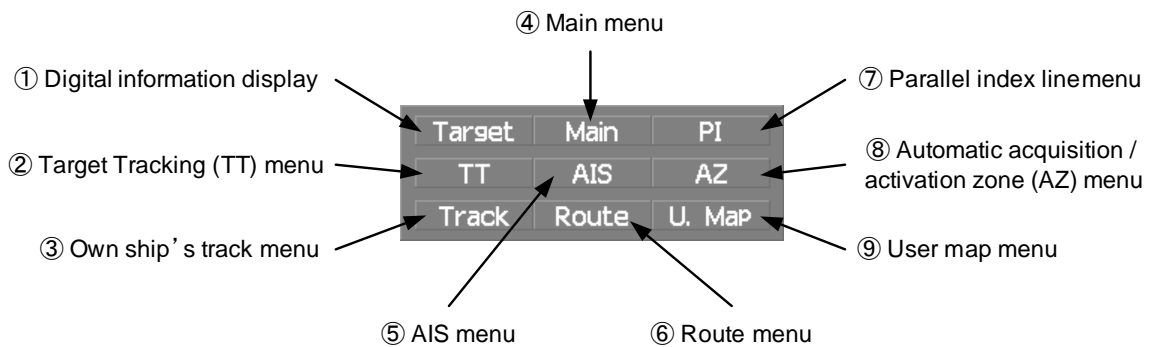 ④ Main menu
① Digital information display
⑦ Parallel index linemenu
Target Main PI
② Target Tracking (TT) menu
TT AIS AZ
⑧ Automatic acquisition /
activation zone (AZ) menu
Track Route U. Map
③ Own ship’s track menu
⑨ User map menu
⑤ AIS menu
⑥ Route menu